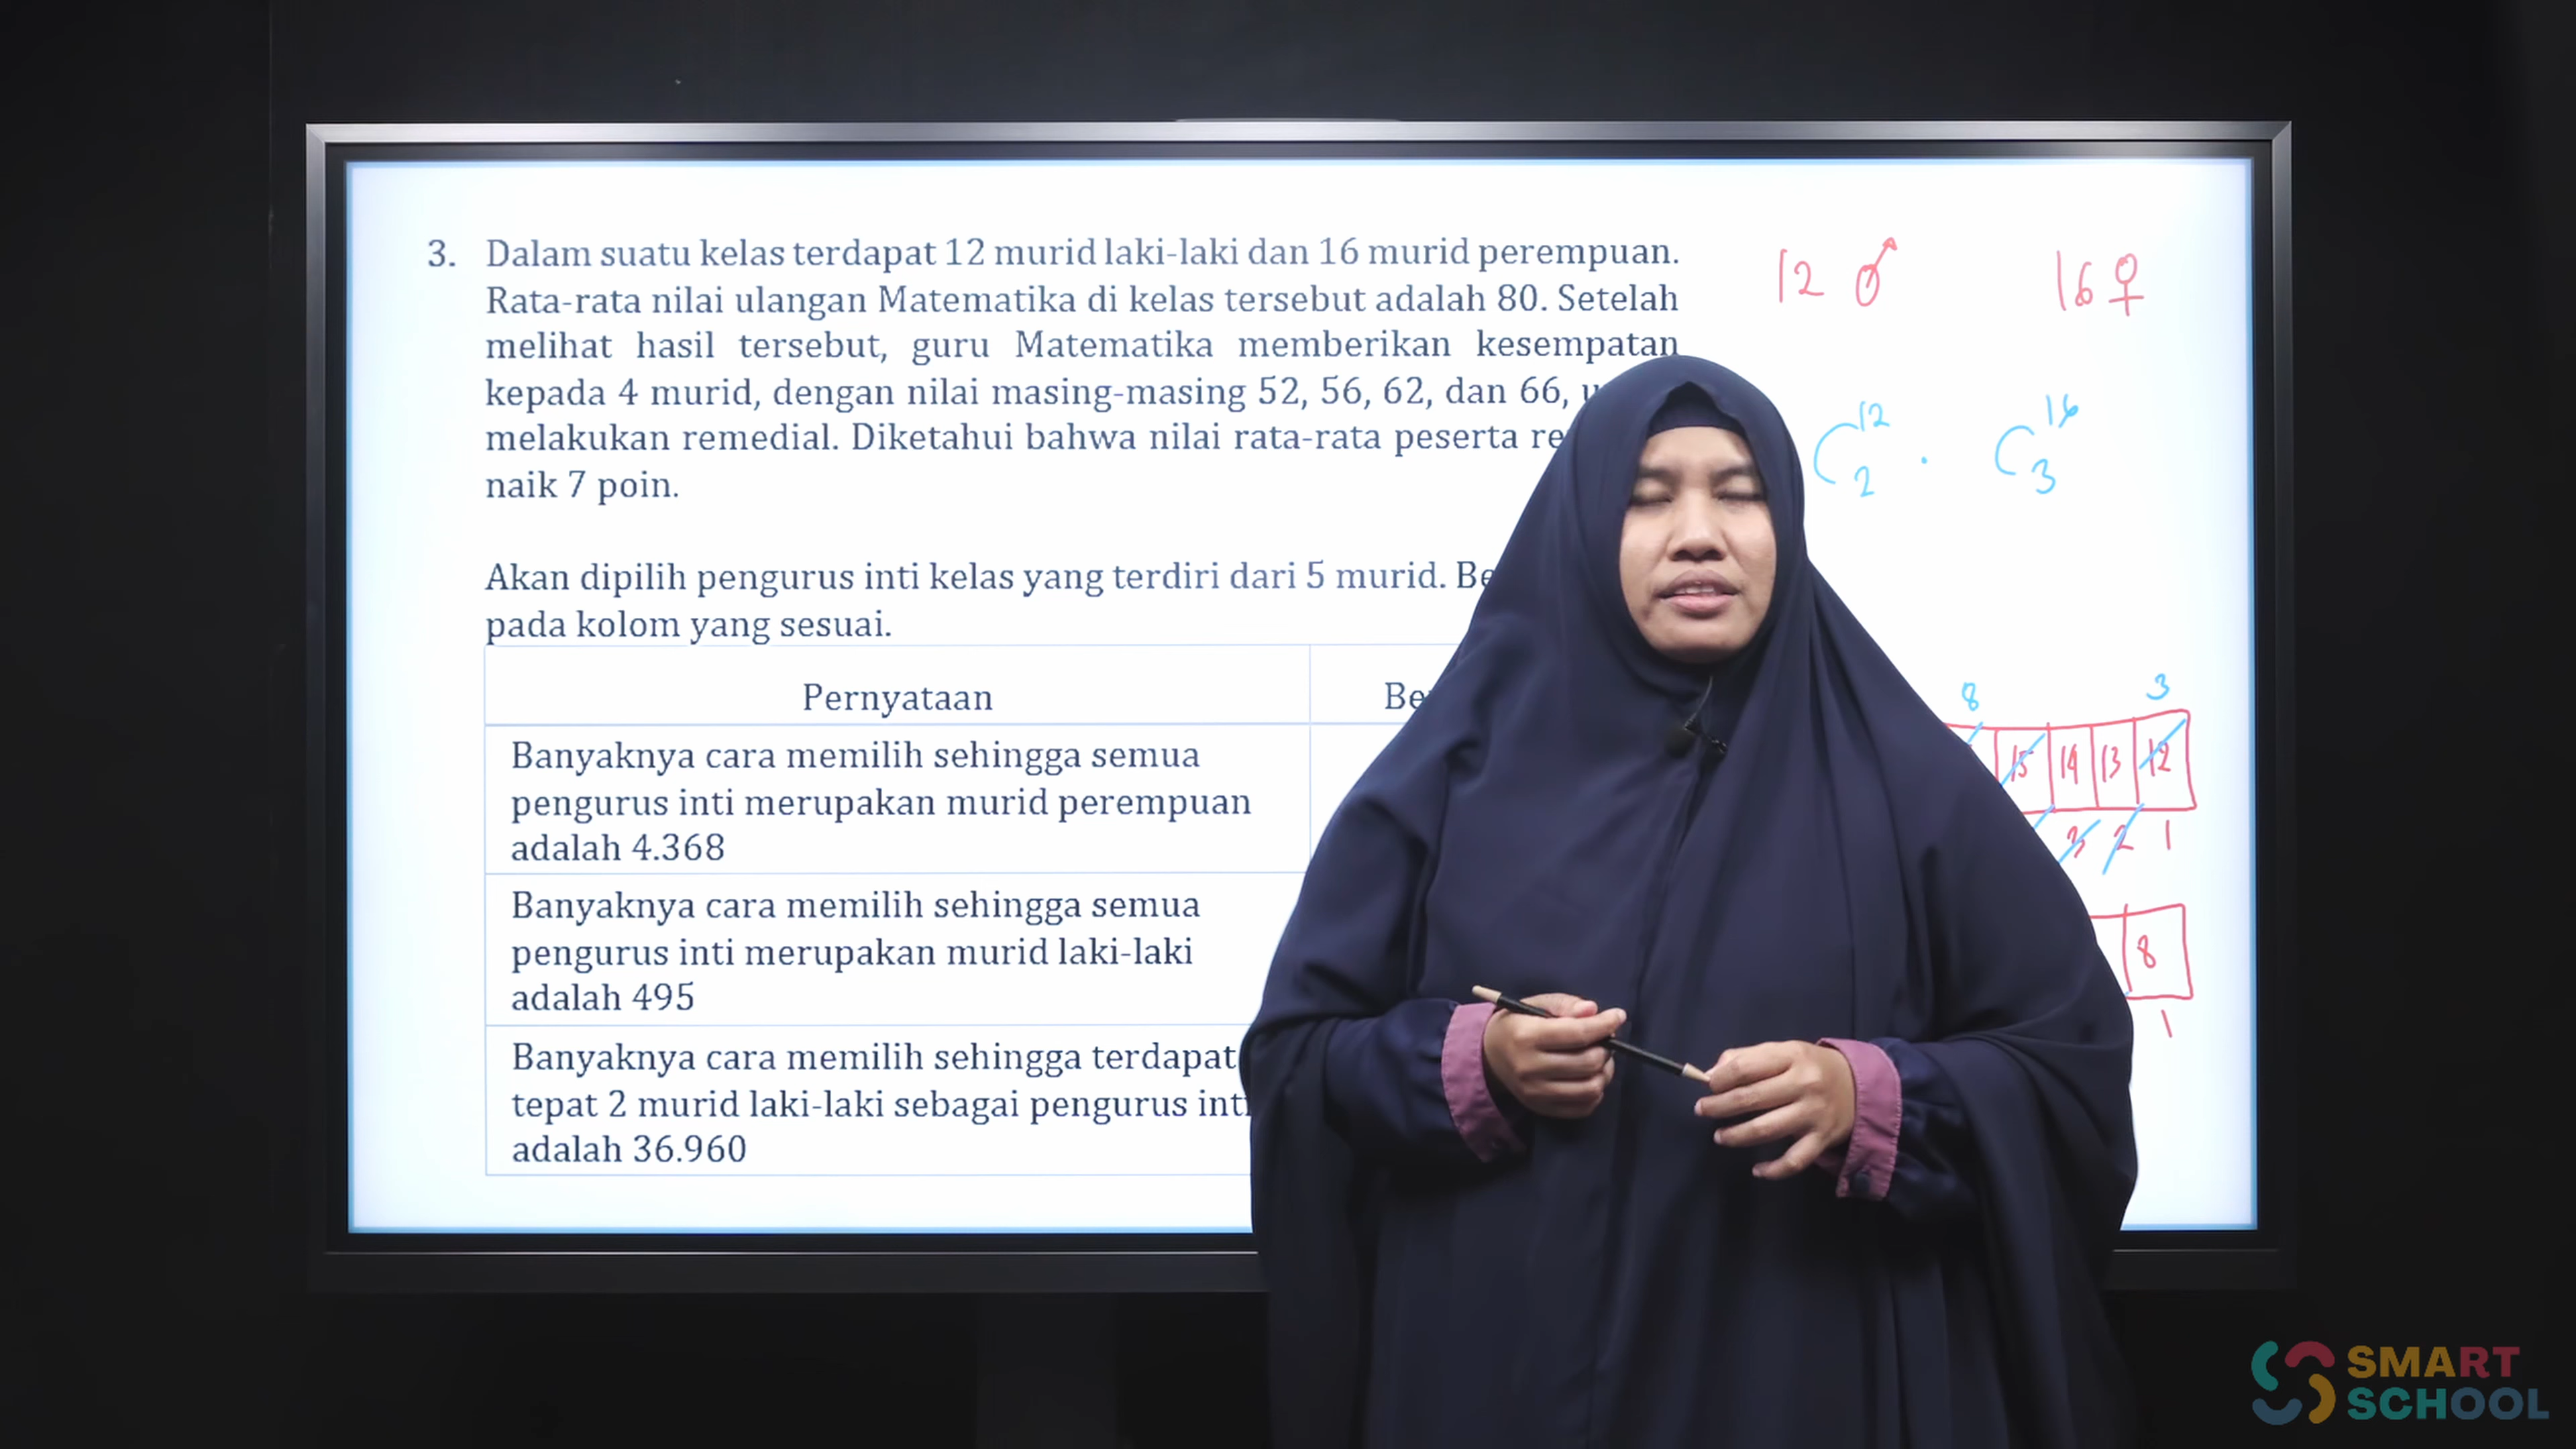 3. Dalam suatu kelas terdapat 12 murid laki-laki dan 16 murid perempuan.
Rata-rata nilai ulangan Matematika di kelas tersebut adalah 80. Setelah
melihat hasil tersebut, guru Matematika memberikan kesempatan
kepada 4 murid, dengan nilai masing-masing 52, 56, 62, dan 66,
melakukan remedial. Diketahui bahwa nilai rata-rata peserta
naik 7 poin.
Akan dipilih pengurus inti kelas yang terdiri dari 5 murid.
pada kolom yang sesuai.
Pernyataan
Banyaknya cara memilih sehingga semua
pengurus inti merupakan murid perempuan
adalah 4.368
Banyaknya cara memilih sehingga semua
pengurus inti merupakan murid laki-laki
adalah 495
Banyaknya cara memilih sehingga terdapat
tepat 2 murid laki-laki sebagai pengurus inti
adalah 36.960
12 ♂ 16 ♀
C 12 2 . C 16 3
8 3
15 14 13 12
3 2 1
8
1
SMART
SCHOOL